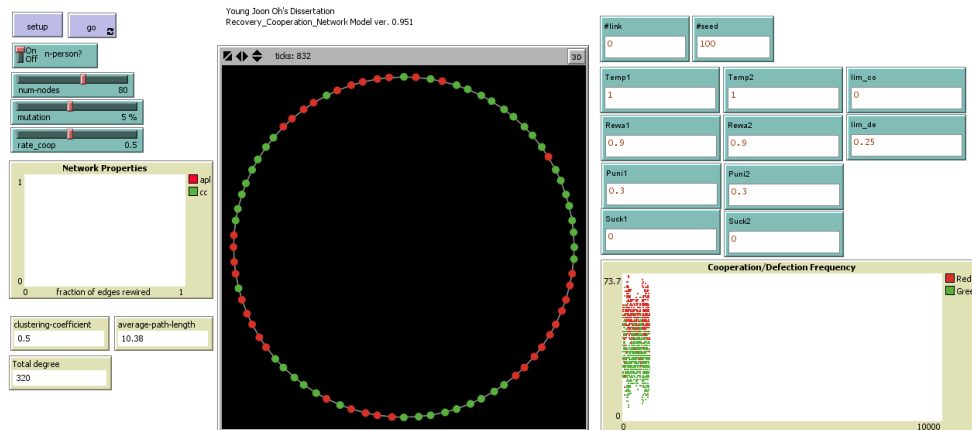 Young Joon Oh's Dissertation
Recovery_Cooperation_Network Model ver. 0.951
setup
go
On
Off
n-person?
num-nodes 80
mutation 5 %
rate_coop 0.5
Network Properties
1
0
0 fraction of edges rewired 1
apl
cc
clustering-coefficient
0.5
average-path-length
10.38
Total degree
320
ticks: 832
3D
#link
0
#seed
100
Temp1
1
Temp2
1
lim_co
0
Rewa1
0.9
Rewa2
0.9
lim_de
0.25
Puni1
0.3
Puni2
0.3
Suck1
0
Suck2
0
Cooperation/Defection Frequency
73.7
0
0 10000
Red
Gree